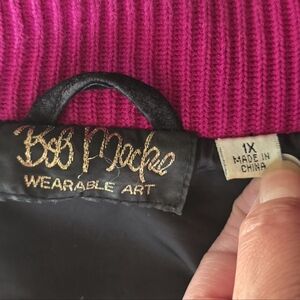 Bob Mackie
WEARABLE ART
1X
MADE IN
CHINA